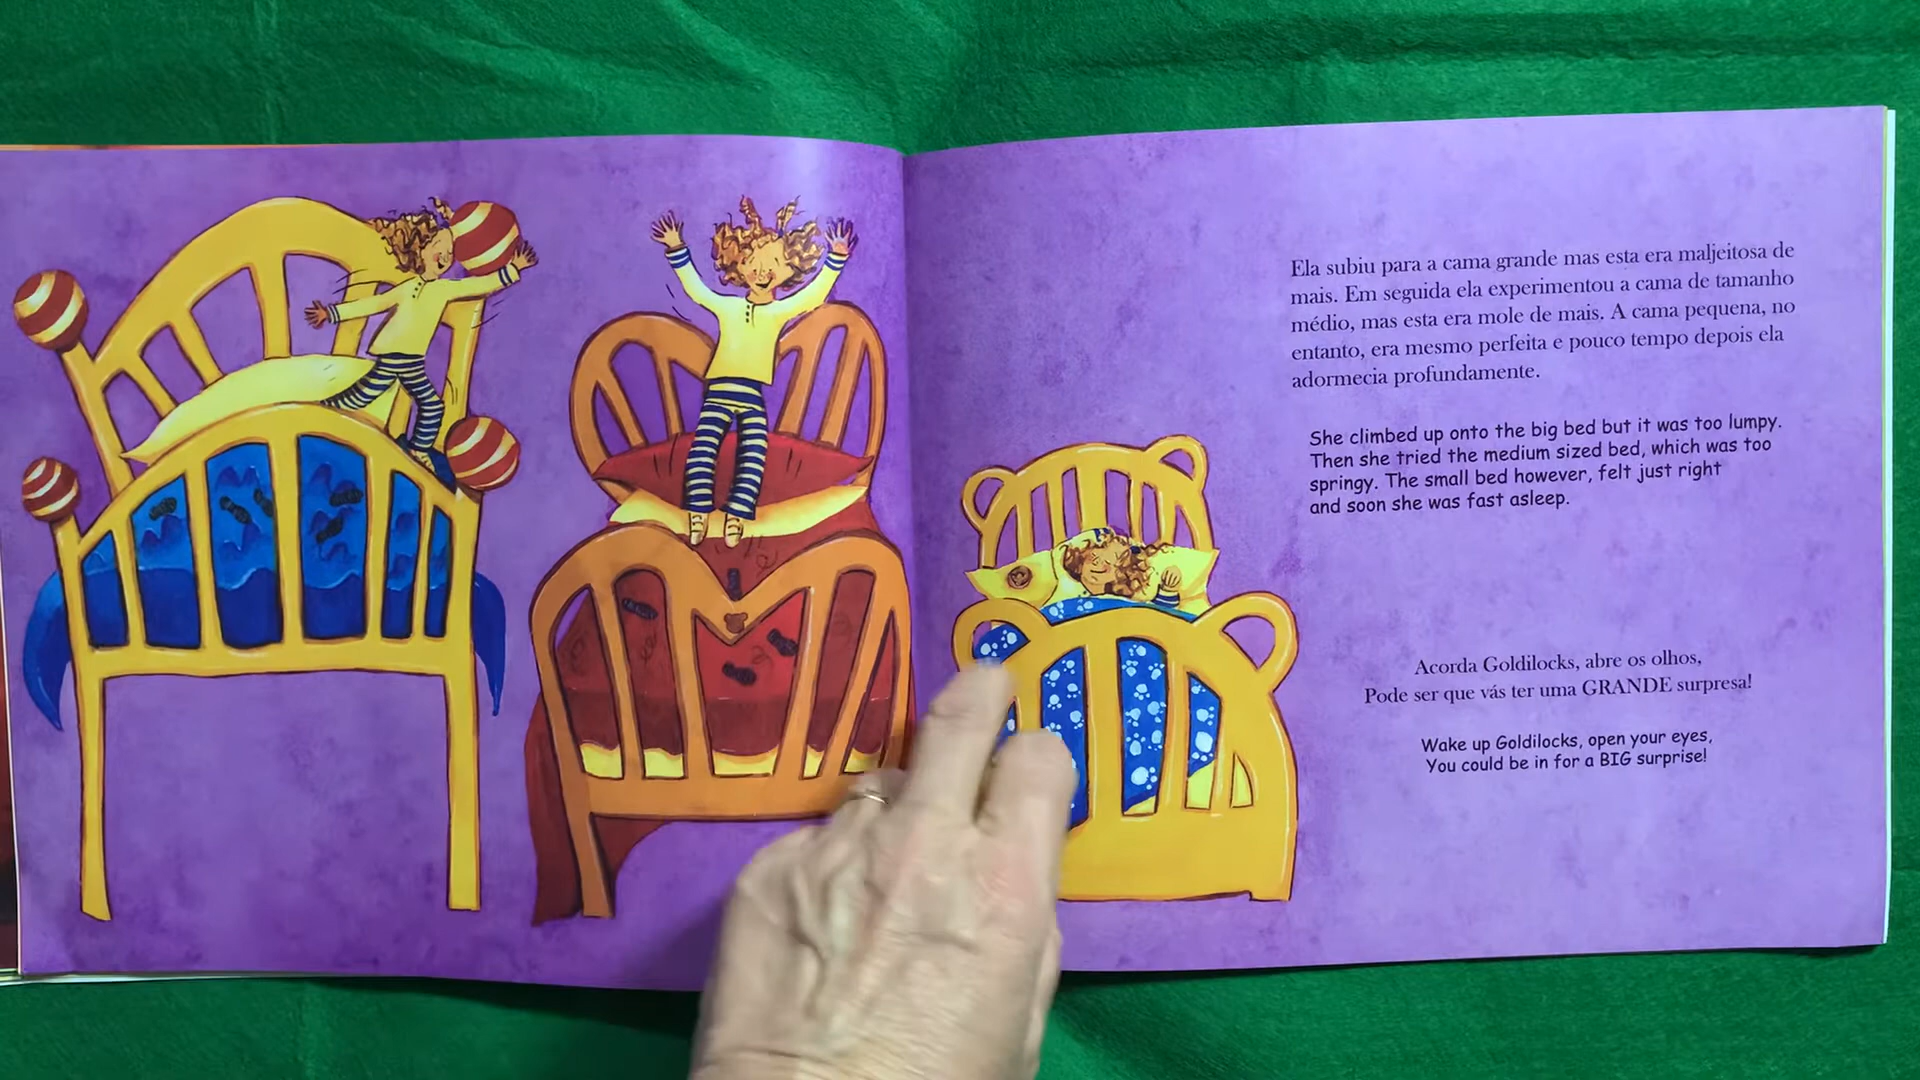 Ela subiu para a cama grande mas esta era maljeitosa de
mais. Em seguida ela experimentou a cama de tamanho
médio, mas esta era mole de mais. A cama pequena, no
entanto, era mesmo perfeita e pouco tempo depois ela
adormecia profundamente.
She climbed up onto the big bed but it was too lumpy.
Then she tried the medium sized bed, which was too
springy. The small bed however, felt just right
and soon she was fast asleep.
Acorda Goldilocks, abre os olhos,
Pode ser que vás ter uma GRANDE surpresa!
Wake up Goldilocks, open your eyes,
You could be in for a BIG surprise!